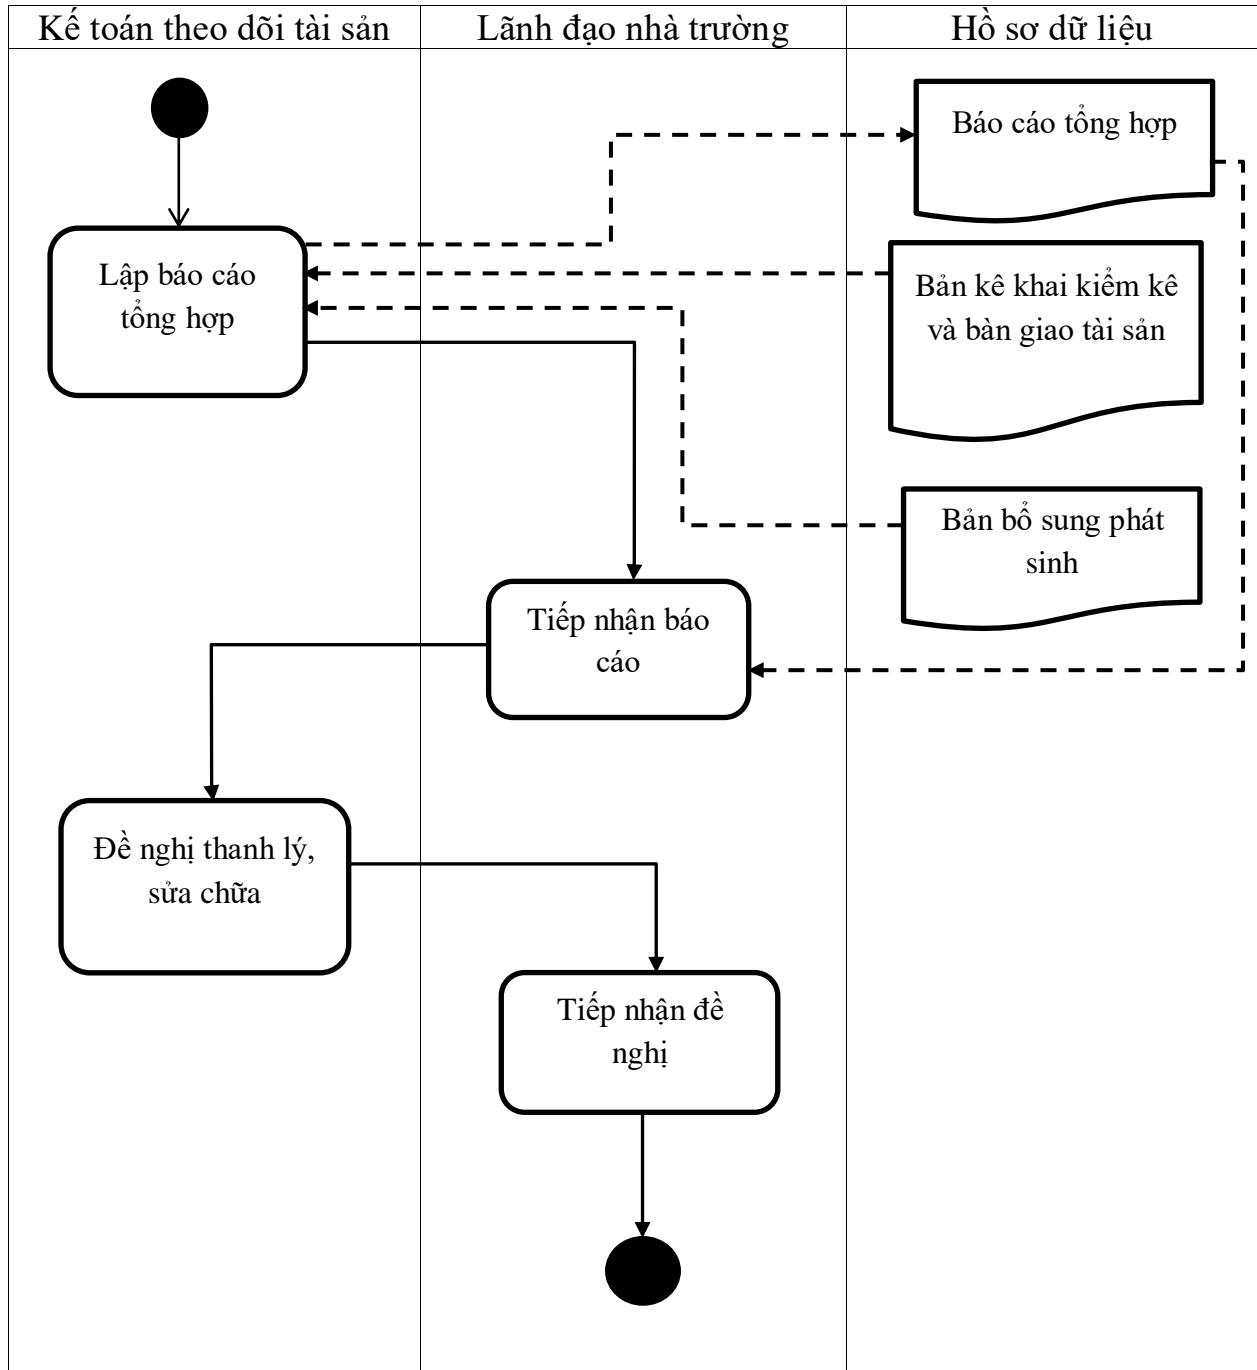 Kế toán theo dõi tài sản
Lãnh đạo nhà trường
Hồ sơ dữ liệu
Báo cáo tổng hợp
Lập báo cáo
tổng hợp
Bản kê khai kiểm kê
và bàn giao tài sản
Bản bổ sung phát
sinh
Tiếp nhận báo
cáo
Đề nghị thanh lý,
sửa chữa
Tiếp nhận đề
nghị